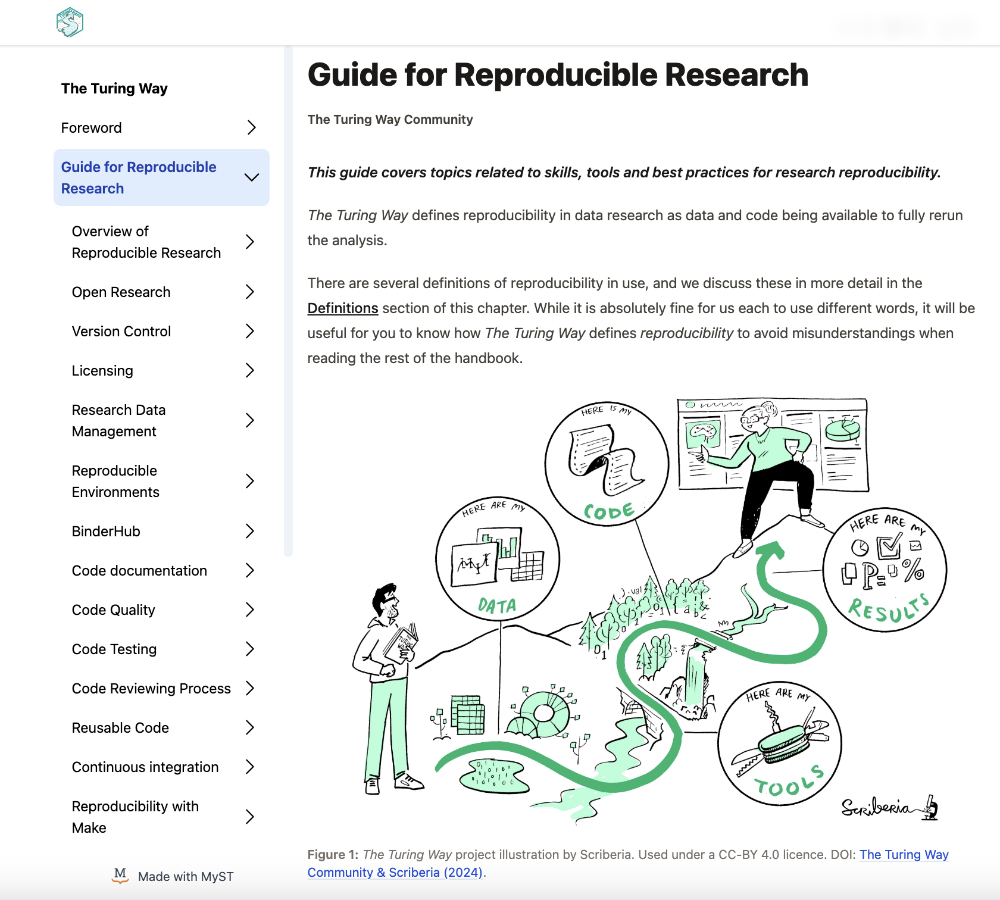 The Turing Way
Foreword
Guide for Reproducible
Research
Overview of
Reproducible Research
Open Research
Version Control
Licensing
Research Data
Management
Reproducible
Environments
BinderHub
Code documentation
Code Quality
Code Testing
Code Reviewing Process
Reusable Code
Continuous integration
Reproducibility with
Make
Made with MyST
Guide for Reproducible Research
The Turing Way Community
This guide covers topics related to skills, tools and best practices for research reproducibility.
The Turing Way defines reproducibility in data research as data and code being available to fully rerun
the analysis.
There are several definitions of reproducibility in use, and we discuss these in more detail in the
Definitions section of this chapter. While it is absolutely fine for us each to use different words, it will be
useful for you to know how The Turing Way defines reproducibility to avoid misunderstandings when
reading the rest of the handbook.
HERE IS MY
CODE
HERE ARE MY
DATA
HERE ARE MY
P=
%
RESULTS
THE
TURING
WAY
HERE ARE MY
TOOLS
Scriberia
Figure 1: The Turing Way project illustration by Scriberia. Used under a CC-BY 4.0 licence. DOI: The Turing Way
Community & Scriberia (2024).